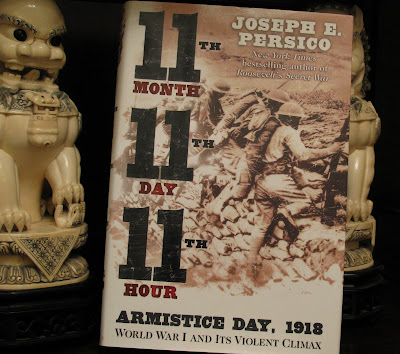 JOSEPH E.
PERSICO
New York Times
bestselling author of
Roosevelt's Secret War
11TH
MONTH
11TH
DAY
11TH
HOUR
ARMISTICE DAY, 1918
WORLD WAR I AND ITS VIOLENT CLIMAX